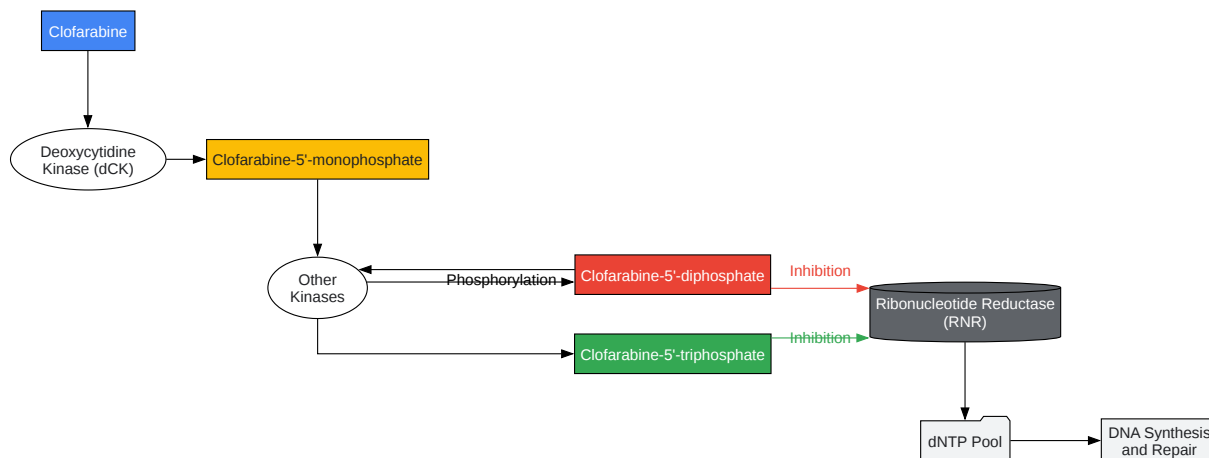 Clofarabine
Deoxycytidine
Kinase (dCK)
Clofarabine-5'-monophosphate
Other
Kinases
Phosphorylation
Clofarabine-5'-diphosphate
Inhibition
Ribonucleotide Reductase
(RNR)
Clofarabine-5'-triphosphate
Inhibition
dNTP Pool
DNA Synthesis
and Repair